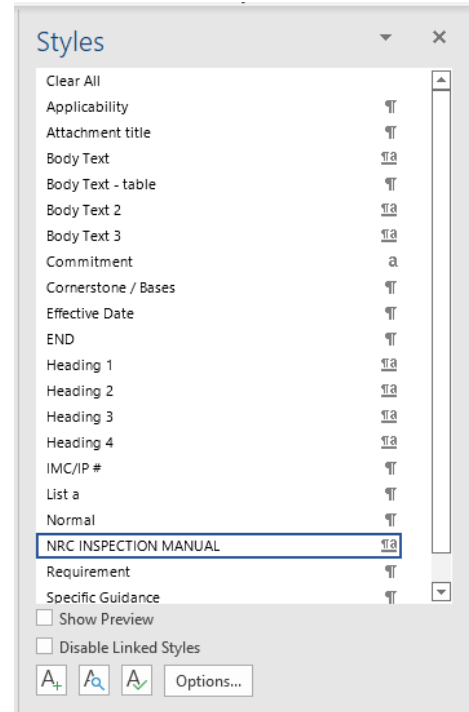 Styles
Clear All
Applicability ¶
Attachment title ¶
Body Text ¶a
Body Text - table ¶
Body Text 2 ¶a
Body Text 3 ¶a
Commitment a
Cornerstone / Bases ¶
Effective Date ¶
END ¶
Heading 1 ¶a
Heading 2 ¶a
Heading 3 ¶a
Heading 4 ¶a
IMC/IP # ¶
List a ¶
Normal ¶
NRC INSPECTION MANUAL ¶a
Requirement ¶
Specific Guidance ¶
Show Preview
Disable Linked Styles
Options...